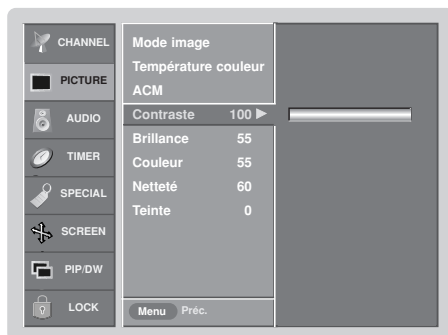 CHANNEL
PICTURE
AUDIO
TIMER
SPECIAL
SCREEN
PIP/DW
LOCK
Mode image
Température couleur
ACM
Contraste 100
Brillance 55
Couleur 55
Netteté 60
Teinte 0
Menu Préc.